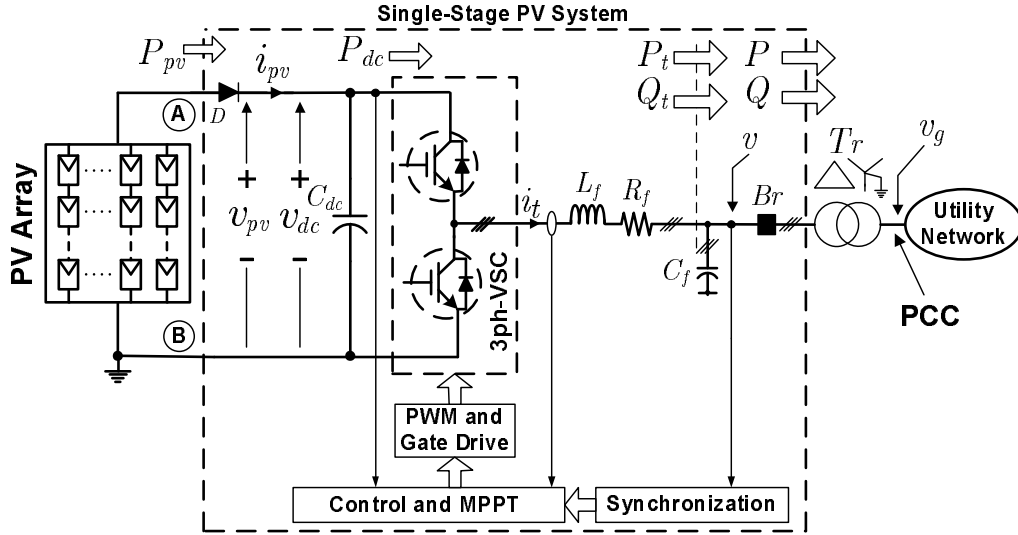 Single-Stage PV System
P_pv
i_pv
P_dc
P_t
P
Q_t
Q
A
D
v
Tr
v_g
PV Array
+
+
v_pv
v_dc
C_dc
i_t
L_f
R_f
Br
Utility
Network
C_f
PCC
B
3ph-VSC
PWM and
Gate Drive
Control and MPPT
Synchronization